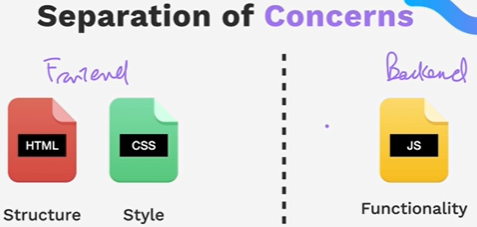 Separation of Concerns
Frontend
Backend
HTML
CSS
JS
Structure
Style
Functionality